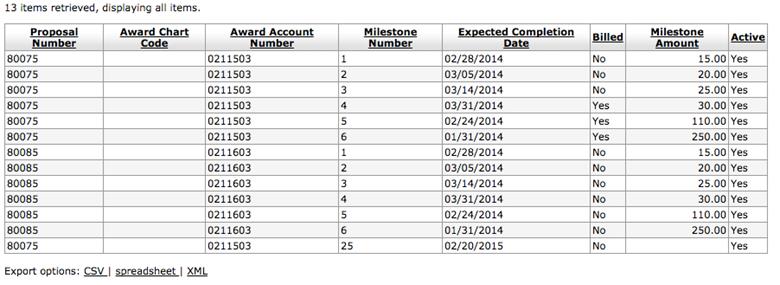 13 items retrieved, displaying all items.
Proposal Number Award Chart Code Award Account Number Milestone Number Expected Completion Date Billed Milestone Amount Active
80075 0211503 1 02/28/2014 No 15.00 Yes
80075 0211503 2 03/05/2014 No 20.00 Yes
80075 0211503 3 03/14/2014 No 25.00 Yes
80075 0211503 4 03/31/2014 Yes 30.00 Yes
80075 0211503 5 02/24/2014 Yes 110.00 Yes
80075 0211503 6 01/31/2014 Yes 250.00 Yes
80085 0211603 1 02/28/2014 No 15.00 Yes
80085 0211603 2 03/05/2014 No 20.00 Yes
80085 0211603 3 03/14/2014 No 25.00 Yes
80085 0211603 4 03/31/2014 No 30.00 Yes
80085 0211603 5 02/24/2014 No 110.00 Yes
80085 0211603 6 01/31/2014 No 250.00 Yes
80075 0211503 25 02/20/2015 No Yes
Export options: CSV | spreadsheet | XML